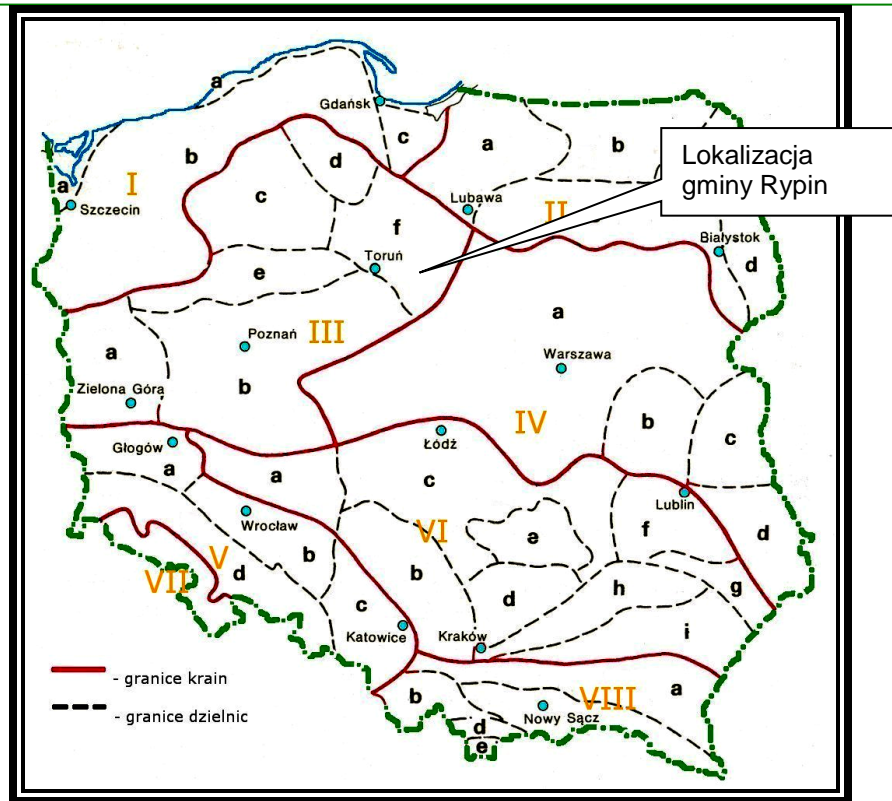 a
Gdańsk
b
c
a
b
d
Lokalizacja
gminy Rypin
a
I
c
Lubawa
Szczecin
f
II
Białystok
Toruń
e
d
a
Poznań
III
a
Warszawa
b
Zielona Góra
IV
b
c
Głogów
Łódź
a
a
c
Lublin
Wrocław
VI
e
f
d
V
b
VII
d
b
d
h
g
c
Katowice
Kraków
i
- granice krain
b
VIII
a
- granice dzielnic
d
Nowy Sącz
e